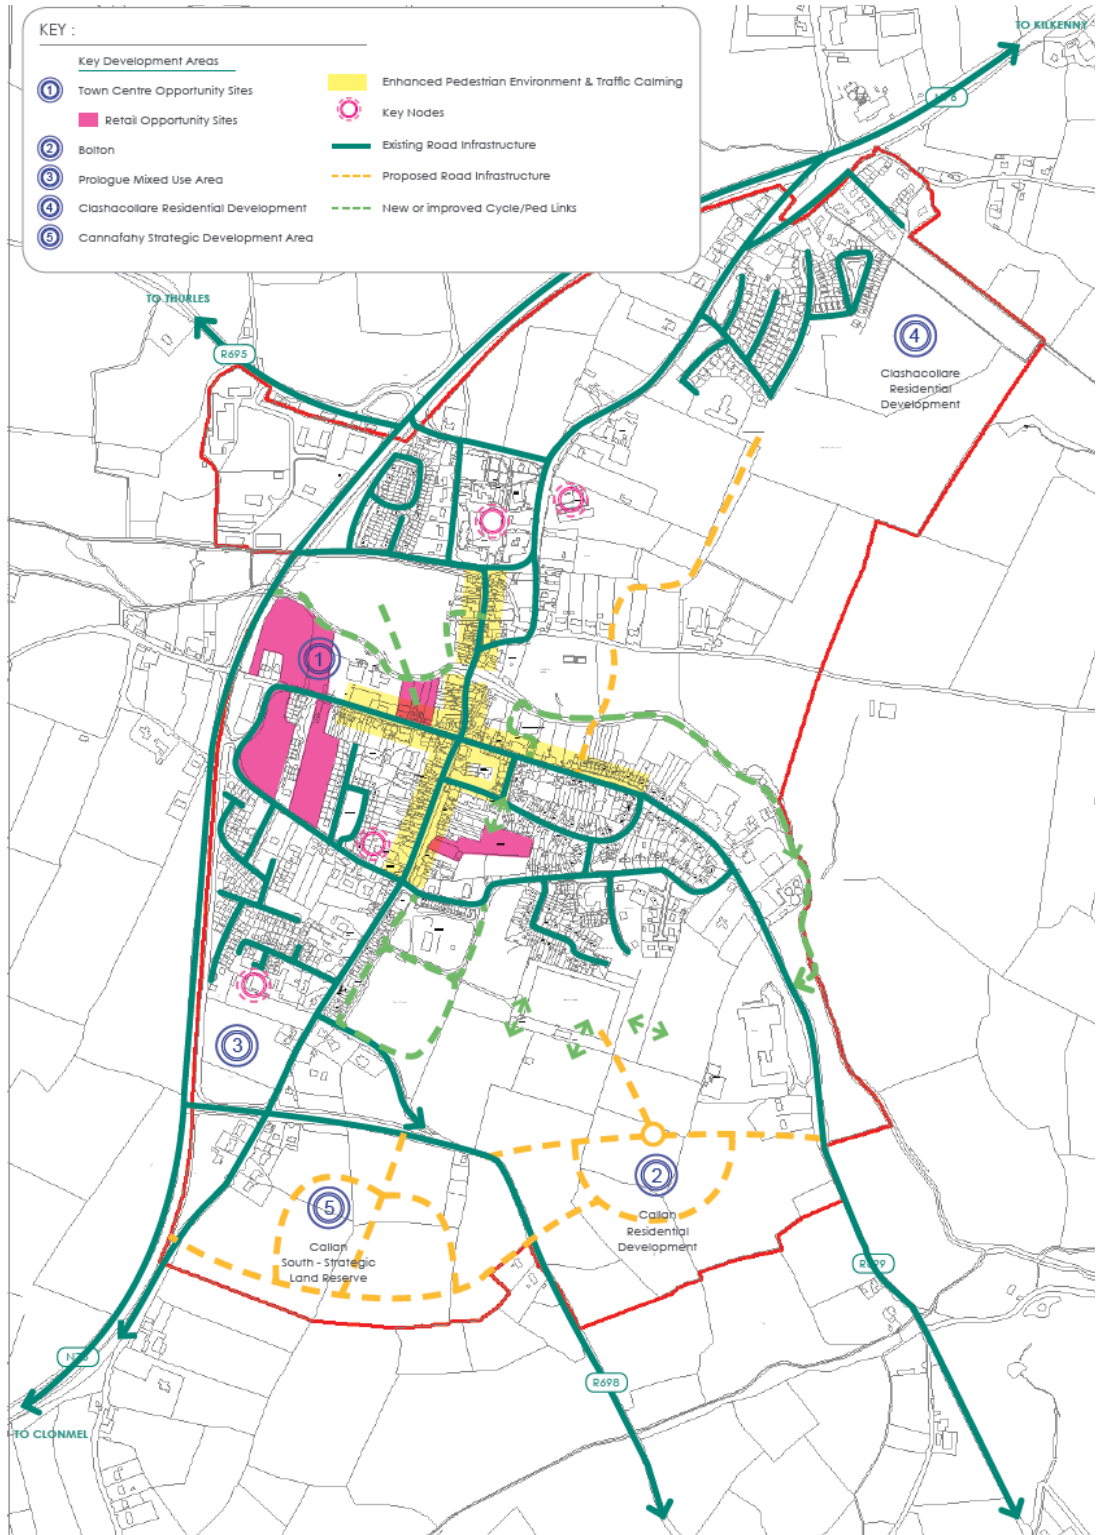 KEY :
Key Development Areas
1 Town Centre Opportunity Sites
Retail Opportunity Sites
2 Bolton
3 Prologue Mixed Use Area
4 Clashacollare Residential Development
5 Cannafahy Strategic Development Area
Enhanced Pedestrian Environment & Traffic Calming
Key Nodes
Existing Road Infrastructure
Proposed Road Infrastructure
New or improved Cycle/Ped Links
TO KILKENNY
TO THURLES
R695
4
Clashacollare
Residential
Development
1
3
2
Callan
Residential
Development
5
Callan
South - Strategic
Land Reserve
R698
TO CLONMEL